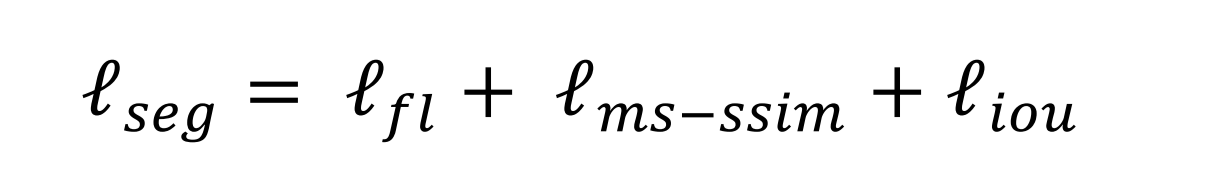 ℓ_seg = ℓ_fl + ℓ_ms−ssim + ℓ_iou